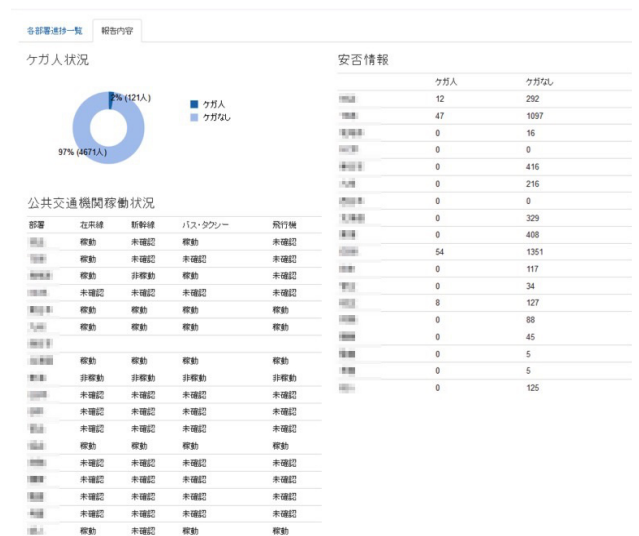 各部署進捗一覧 報告内容
ケガ人状況
2% (121人)
97% (4671人)
ケガ人
ケガなし
公共交通機関稼働状況
部署 在来線 新幹線 バス・タクシー 飛行機
稼動 未確認 稼動 未確認
稼動 未確認 未確認 未確認
稼動 非稼動 未確認 未確認
未確認 未確認 未確認 未確認
稼動 稼動 稼動 稼動
稼動 稼動 稼動 稼動
稼動 稼動 稼動 稼動
非稼動 非稼動 非稼動 非稼動
未確認 未確認 未確認 未確認
未確認 未確認 未確認 未確認
未確認 未確認 未確認 未確認
稼動 稼動 稼動 稼動
未確認 未確認 未確認 未確認
未確認 未確認 未確認 未確認
未確認 未確認 未確認 未確認
未確認 未確認 未確認 未確認
稼動 未確認 稼動 稼動
安否情報
ケガ人 ケガなし
12 292
47 1097
0 16
0 0
0 416
0 216
0 0
0 329
0 408
54 1351
0 117
0 34
8 127
0 88
0 45
0 5
0 5
0 125